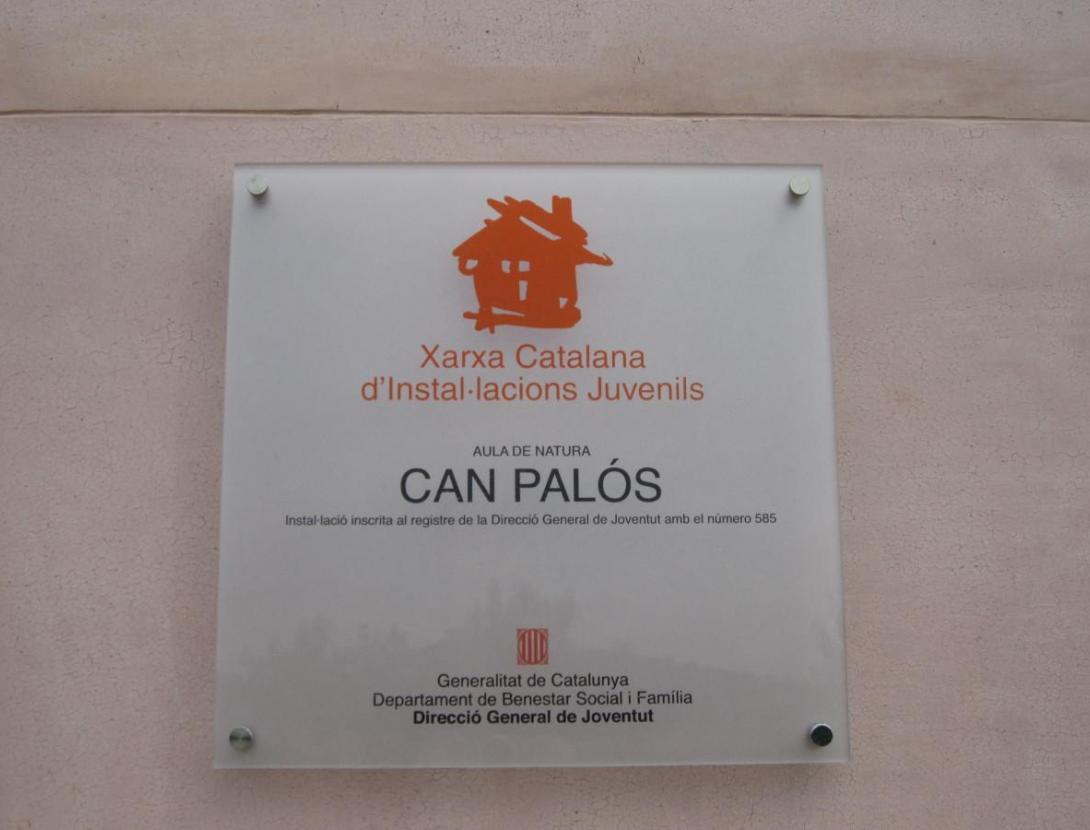 Xarxa Catalana
d'Instal·lacions Juvenils
AULA DE NATURA
CAN PALÓS
Instal·lació inscrita al registre de la Direcció General de Joventut amb el número 585
Generalitat de Catalunya
Departament de Benestar Social i Família
Direcció General de Joventut